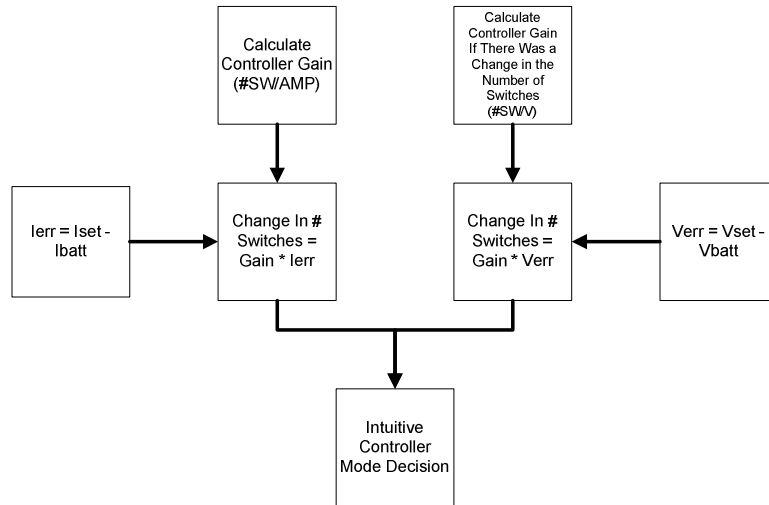 Calculate
Controller Gain
(#SW/AMP)
Calculate
Controller Gain
If There Was a
Change in the
Number of
Switches
(#SW/V)
Ierr = Iset -
Ibatt
Change In #
Switches =
Gain * Ierr
Change In #
Switches =
Gain * Verr
Verr = Vset -
Vbatt
Intuitive
Controller
Mode Decision